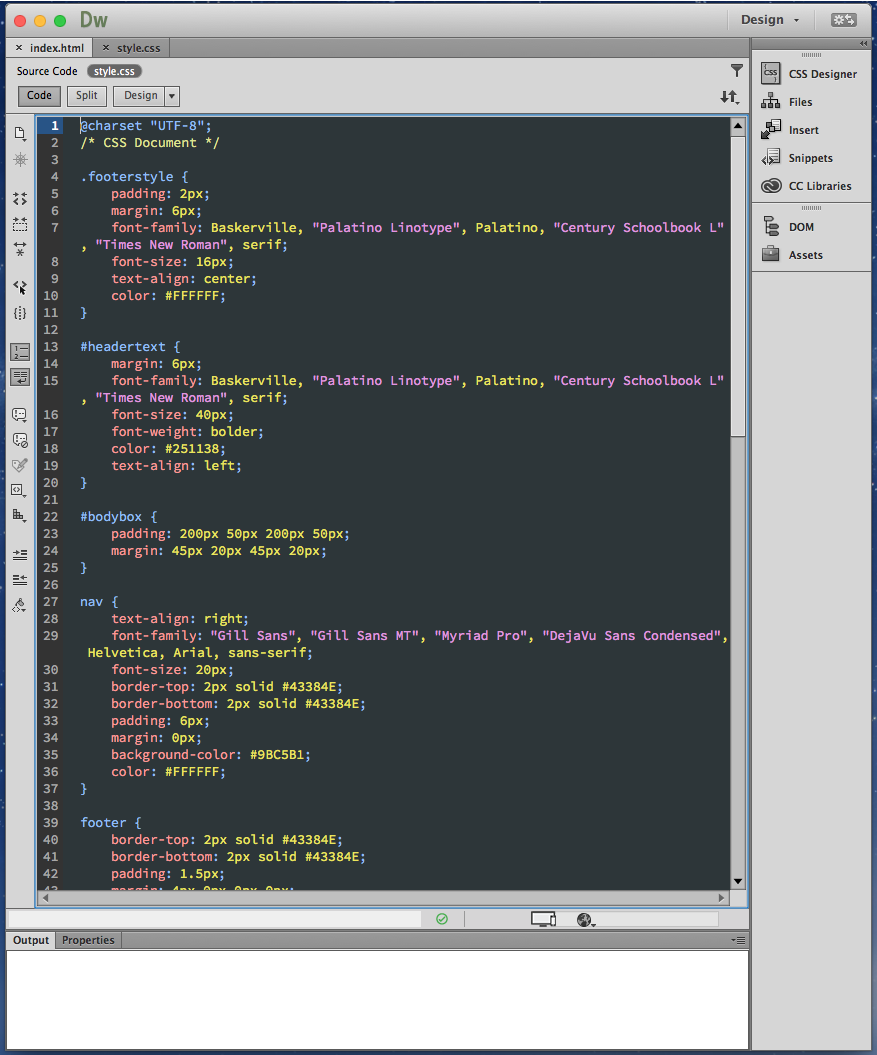 Dw
Design
index.html
style.css
Source Code
style.css
Code
Split
Design
CSS Designer
Files
Insert
Snippets
CC Libraries
DOM
Assets
1 @charset "UTF-8";
2 /* CSS Document */
3
4 .footerstyle {
5 padding: 2px;
6 margin: 6px;
7 font-family: Baskerville, "Palatino Linotype", Palatino, "Century Schoolbook L"
, "Times New Roman", serif;
8 font-size: 16px;
9 text-align: center;
10 color: #FFFFFF;
11 }
12
13 #headertext {
14 margin: 6px;
15 font-family: Baskerville, "Palatino Linotype", Palatino, "Century Schoolbook L"
, "Times New Roman", serif;
16 font-size: 40px;
17 font-weight: bolder;
18 color: #251138;
19 text-align: left;
20 }
21
22 #bodybox {
23 padding: 200px 50px 200px 50px;
24 margin: 45px 20px 45px 20px;
25 }
26
27 nav {
28 text-align: right;
29 font-family: "Gill Sans", "Gill Sans MT", "Myriad Pro", "DejaVu Sans Condensed",
Helvetica, Arial, sans-serif;
30 font-size: 20px;
31 border-top: 2px solid #43384E;
32 border-bottom: 2px solid #43384E;
33 padding: 6px;
34 margin: 0px;
35 background-color: #9BC5B1;
36 color: #FFFFFF;
37 }
38
39 footer {
40 border-top: 2px solid #43384E;
41 border-bottom: 2px solid #43384E;
42 padding: 1.5px;
43 margin: 4px 0px 0px 0px;
Output
Properties